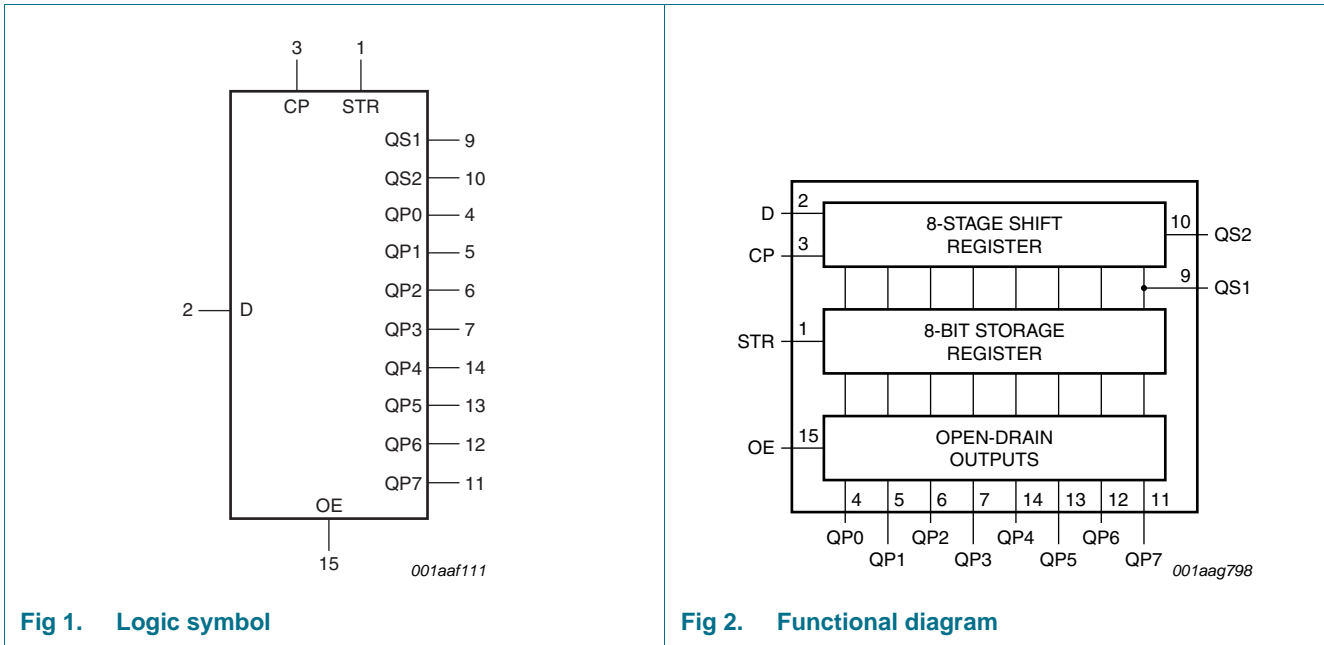 3 1
CP STR
QS1 9
QS2 10
QP0 4
QP1 5
QP2 6
2 D
QP3 7
QP4 14
QP5 13
QP6 12
QP7 11
OE
15
001aaf111
Fig 1. Logic symbol
D 2
8-STAGE SHIFT
REGISTER
10 QS2
CP 3
9 QS1
STR 1
8-BIT STORAGE
REGISTER
OE 15
OPEN-DRAIN
OUTPUTS
4 5 6 7 14 13 12 11
QP0 QP2 QP4 QP6
QP1 QP3 QP5 QP7
001aag798
Fig 2. Functional diagram